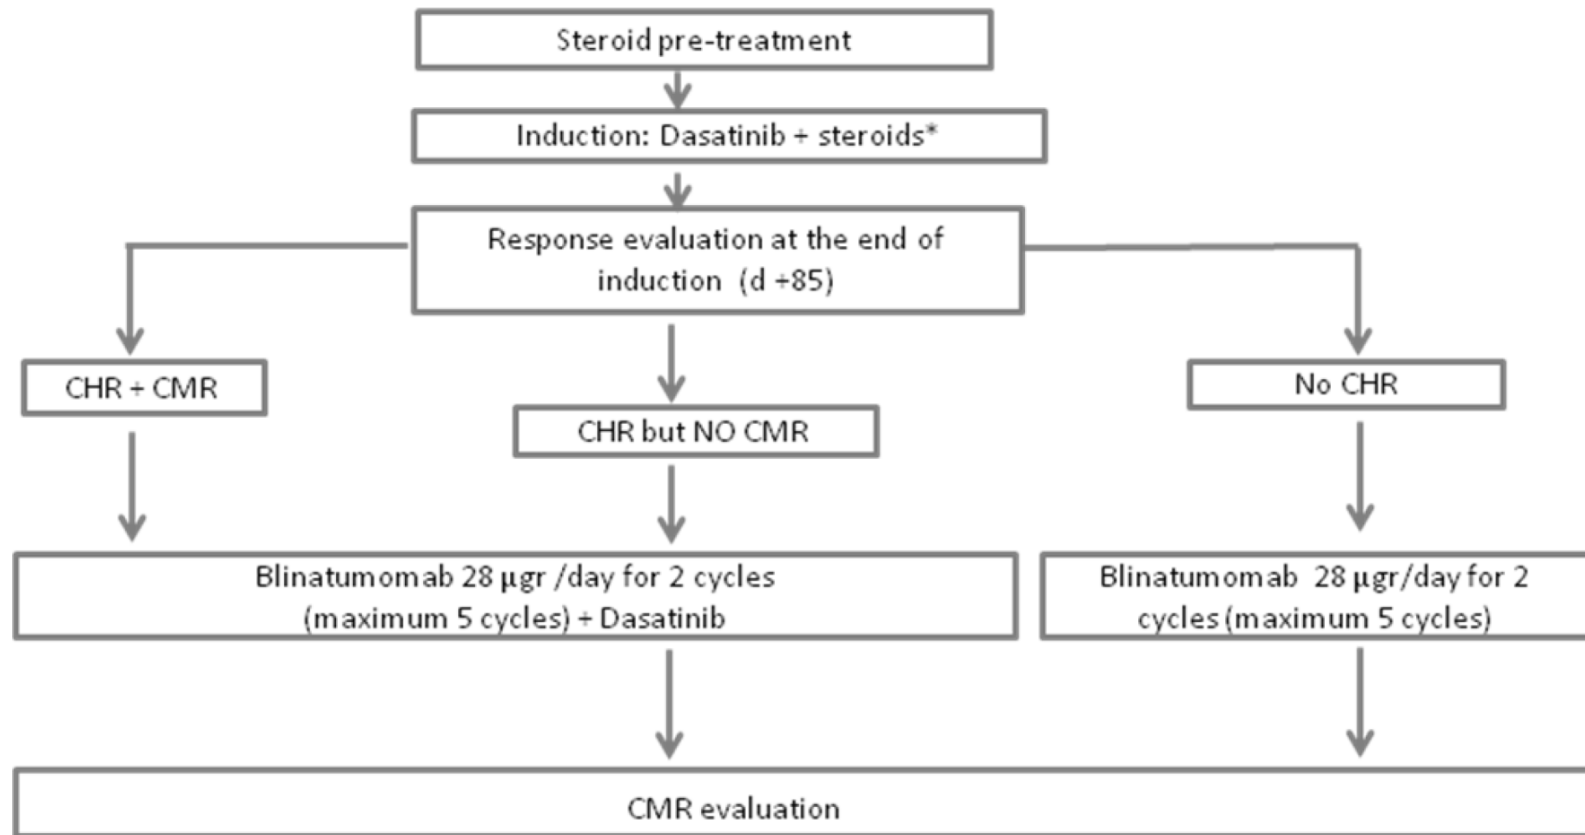 Steroid pre-treatment
Induction: Dasatinib + steroids*
Response evaluation at the end of
induction (d +85)
CHR + CMR
CHR but NO CMR
No CHR
Blinatumomab 28 μgr /day for 2 cycles
(maximum 5 cycles) + Dasatinib
Blinatumomab 28 μgr/day for 2
cycles (maximum 5 cycles)
CMR evaluation